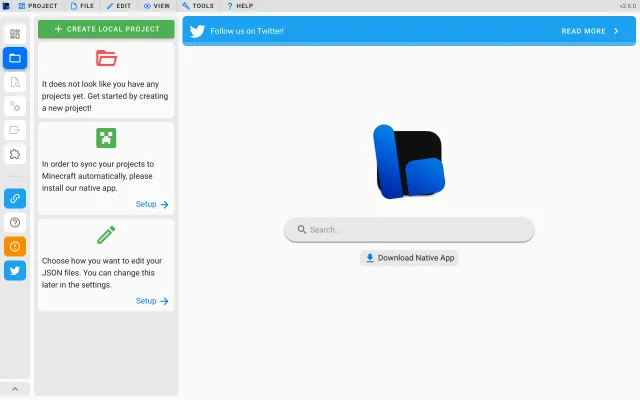 PROJECT FILE EDIT VIEW TOOLS HELP v2.6.0
CREATE LOCAL PROJECT
It does not look like you have any
projects yet. Get started by creating
a new project!
In order to sync your projects to
Minecraft automatically, please
install our native app.
Setup
Choose how you want to edit your
JSON files. You can change this
later in the settings.
Setup
Follow us on Twitter! READ MORE
Search...
Download Native App